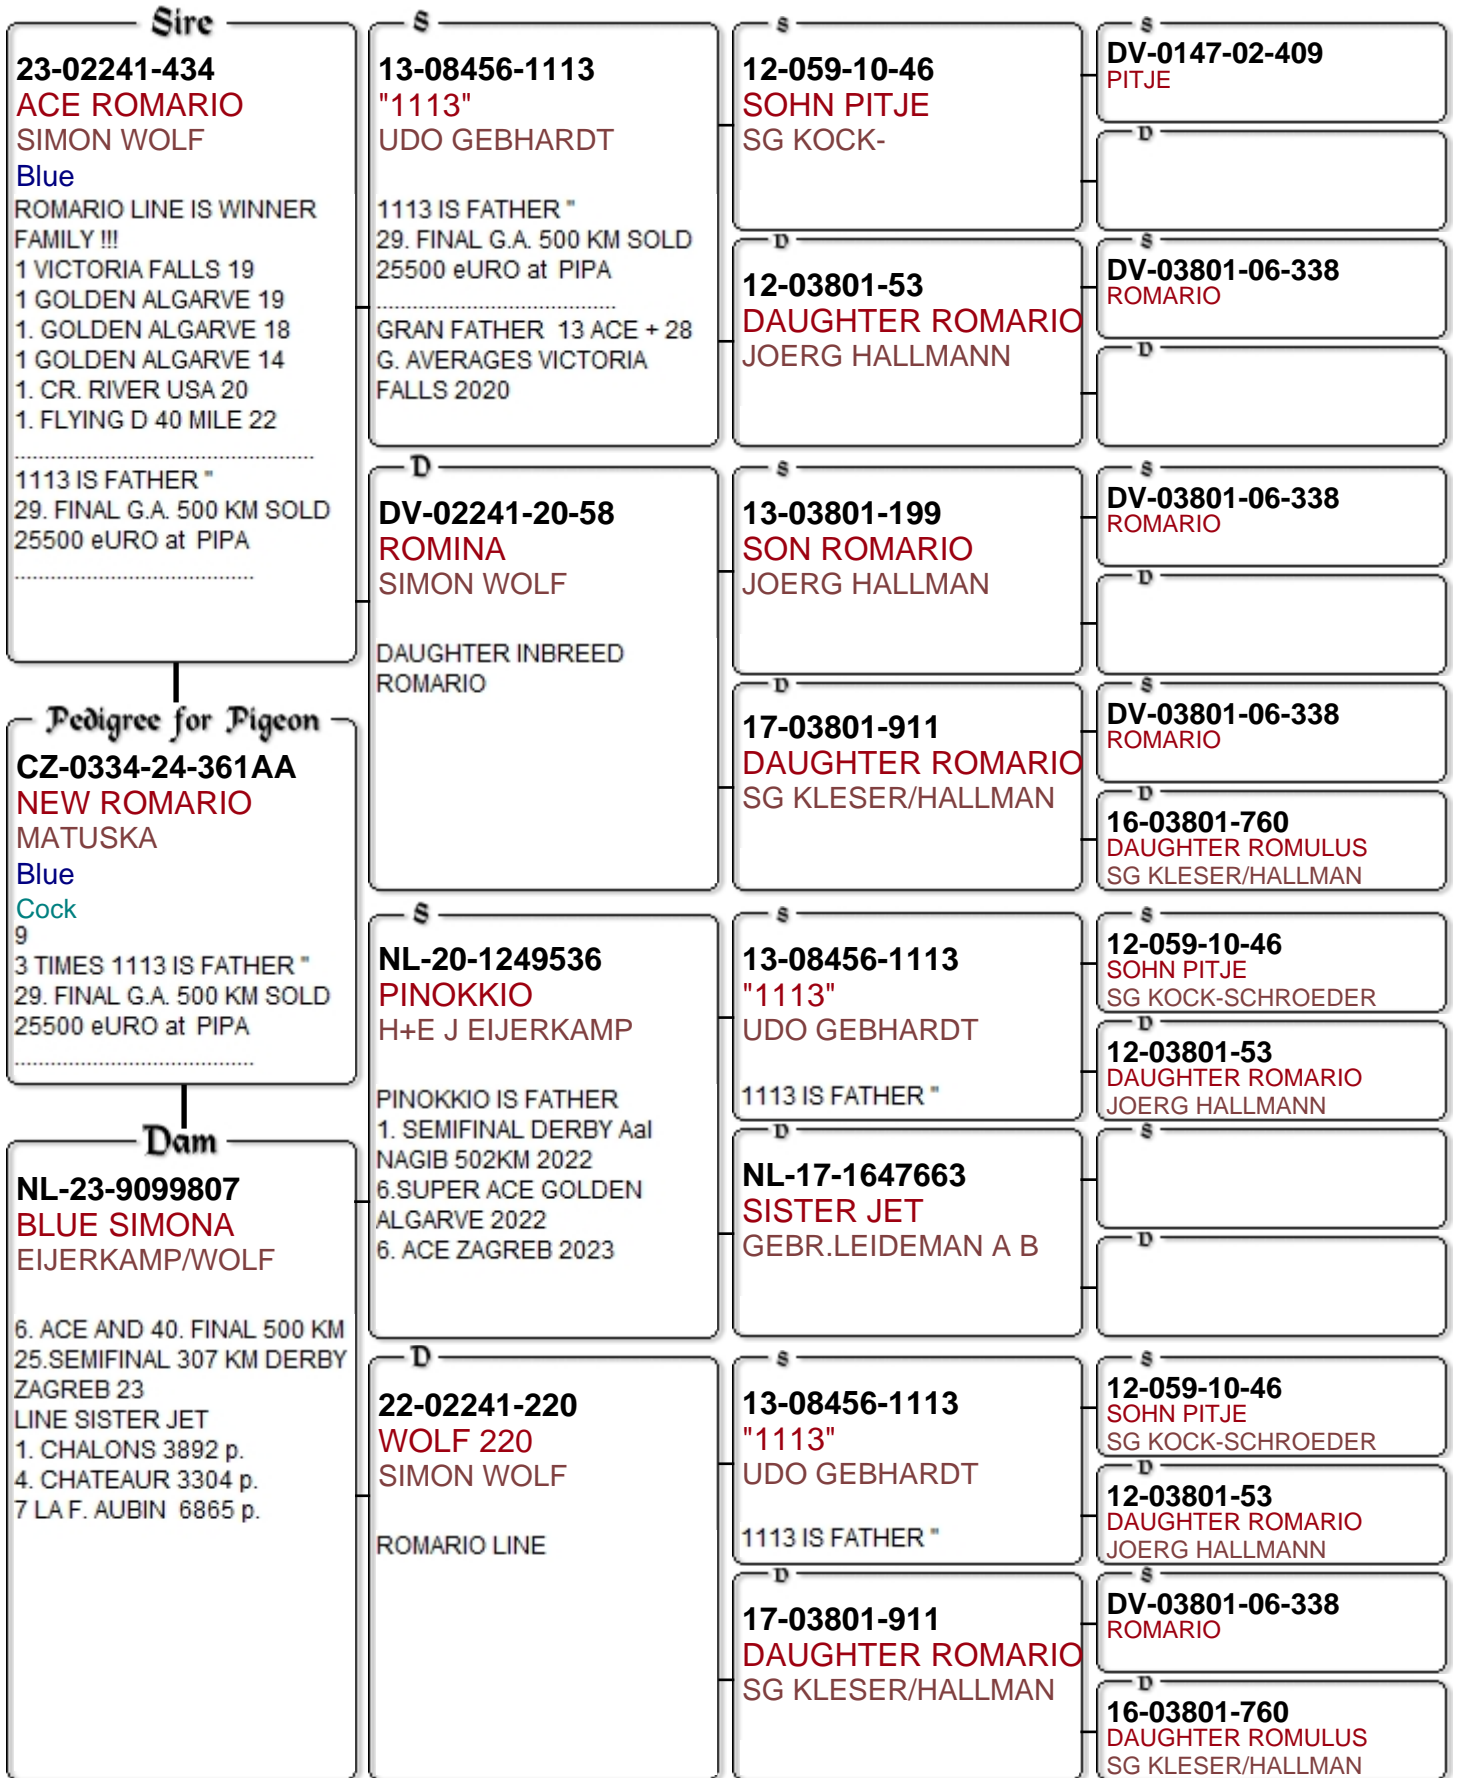 Sire
23-02241-434
ACE ROMARIO
SIMON WOLF
Blue
ROMARIO LINE IS WINNER
FAMILY !!!
1 VICTORIA FALLS 19
1 GOLDEN ALGARVE 19
1. GOLDEN ALGARVE 18
1 GOLDEN ALGARVE 14
1. CR. RIVER USA 20
1. FLYING D 40 MILE 22
..................................................
1113 IS FATHER "
29. FINAL G.A. 500 KM SOLD
25500 eURO at PIPA
........................................
Pedigree for Pigeon
CZ-0334-24-361AA
NEW ROMARIO
MATUSKA
Blue
Cock
9
3 TIMES 1113 IS FATHER "
29. FINAL G.A. 500 KM SOLD
25500 eURO at PIPA
........................................
Dam
NL-23-9099807
BLUE SIMONA
EIJERKAMP/WOLF
6. ACE AND 40. FINAL 500 KM
25.SEMIFINAL 307 KM DERBY
ZAGREB 23
LINE SISTER JET
1. CHALONS 3892 p.
4. CHATEAUR 3304 p.
7 LA F. AUBIN 6865 p.
S
13-08456-1113
"1113"
UDO GEBHARDT
1113 IS FATHER "
29. FINAL G.A. 500 KM SOLD
25500 eURO at PIPA
........................................
GRAN FATHER 13 ACE + 28
G. AVERAGES VICTORIA
FALLS 2020
D
DV-02241-20-58
ROMINA
SIMON WOLF
DAUGHTER INBREED
ROMARIO
S
NL-20-1249536
PINOKKIO
H+E J EIJERKAMP
PINOKKIO IS FATHER
1. SEMIFINAL DERBY Aal
NAGIB 502KM 2022
6.SUPER ACE GOLDEN
ALGARVE 2022
6. ACE ZAGREB 2023
D
22-02241-220
WOLF 220
SIMON WOLF
ROMARIO LINE
S
12-059-10-46
SOHN PITJE
SG KOCK-
D
12-03801-53
DAUGHTER ROMARIO
JOERG HALLMANN
S
13-03801-199
SON ROMARIO
JOERG HALLMAN
D
17-03801-911
DAUGHTER ROMARIO
SG KLESER/HALLMAN
S
13-08456-1113
"1113"
UDO GEBHARDT
1113 IS FATHER "
D
NL-17-1647663
SISTER JET
GEBR.LEIDEMAN A B
S
13-08456-1113
"1113"
UDO GEBHARDT
1113 IS FATHER "
D
17-03801-911
DAUGHTER ROMARIO
SG KLESER/HALLMAN
S
DV-0147-02-409
PITJE
D
S
DV-03801-06-338
ROMARIO
D
S
DV-03801-06-338
ROMARIO
D
S
DV-03801-06-338
ROMARIO
D
16-03801-760
DAUGHTER ROMULUS
SG KLESER/HALLMAN
S
12-059-10-46
SOHN PITJE
SG KOCK-SCHROEDER
D
12-03801-53
DAUGHTER ROMARIO
JOERG HALLMANN
S
D
S
12-059-10-46
SOHN PITJE
SG KOCK-SCHROEDER
D
12-03801-53
DAUGHTER ROMARIO
JOERG HALLMANN
S
DV-03801-06-338
ROMARIO
D
16-03801-760
DAUGHTER ROMULUS
SG KLESER/HALLMAN